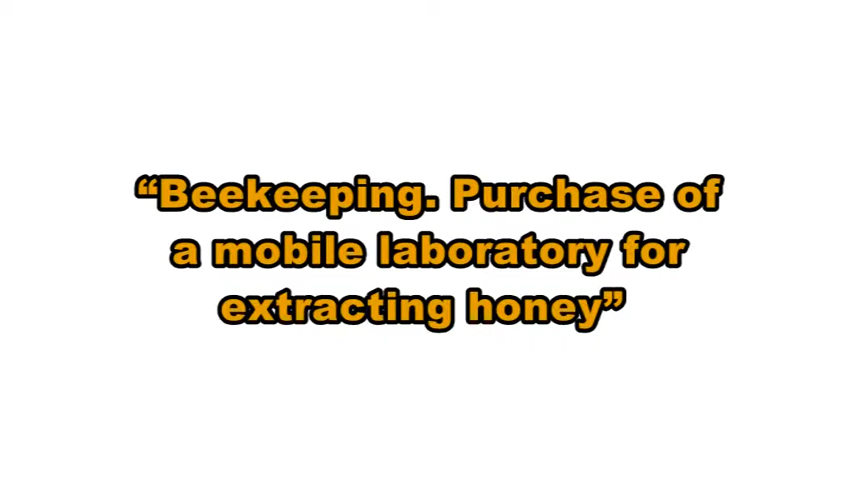 “Beekeeping. Purchase of
a mobile laboratory for
extracting honey”